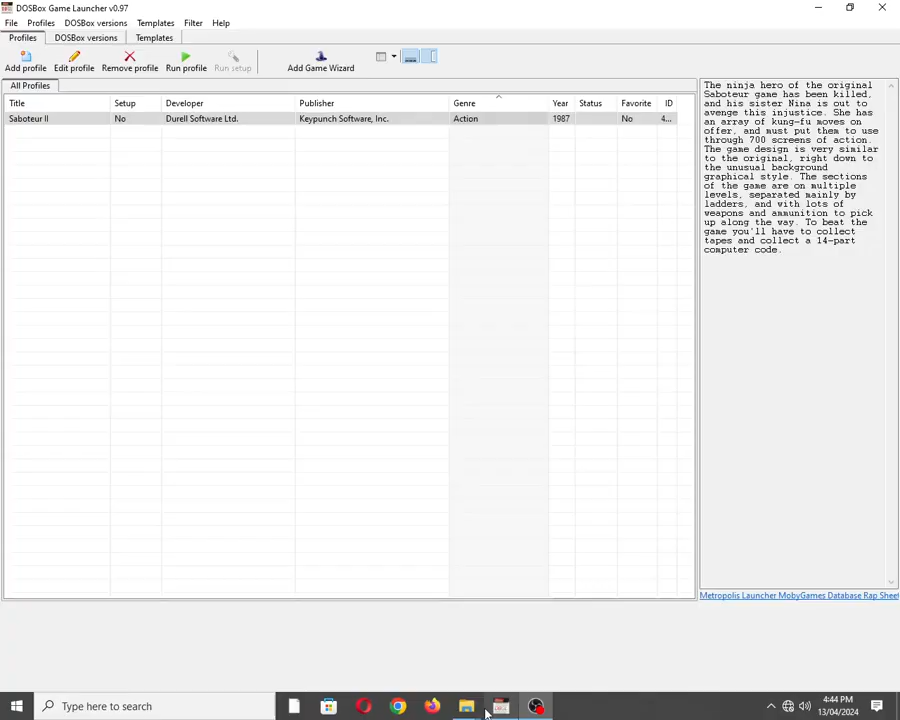 DOSBox Game Launcher v0.97
File Profiles DOSBox versions Templates Filter Help
Profiles DOSBox versions Templates
Add profile Edit profile Remove profile Run profile Run setup Add Game Wizard
All Profiles
Title Setup Developer Publisher Genre Year Status Favorite ID
Saboteur II No Durell Software Ltd. Keypunch Software, Inc. Action 1987 No 4...
The ninja hero of the original
Saboteur game has been killed,
and his sister Nina is out to
avenge this injustice. She has
an array of kung-fu moves on
offer, and must put them to use
through 700 screens of action.
The game design is very similar
to the original, right down to
the unusual background
graphical style. The sections
of the game are on multiple
levels, separated mainly by
ladders, and with lots of
weapons and ammunition to pick
up along the way. To beat the
game you'll have to collect
tapes and collect a 14-part
computer code.
Metropolis Launcher MobyGames Database Rap Sheet
Type here to search
4:44 PM
13/04/2024